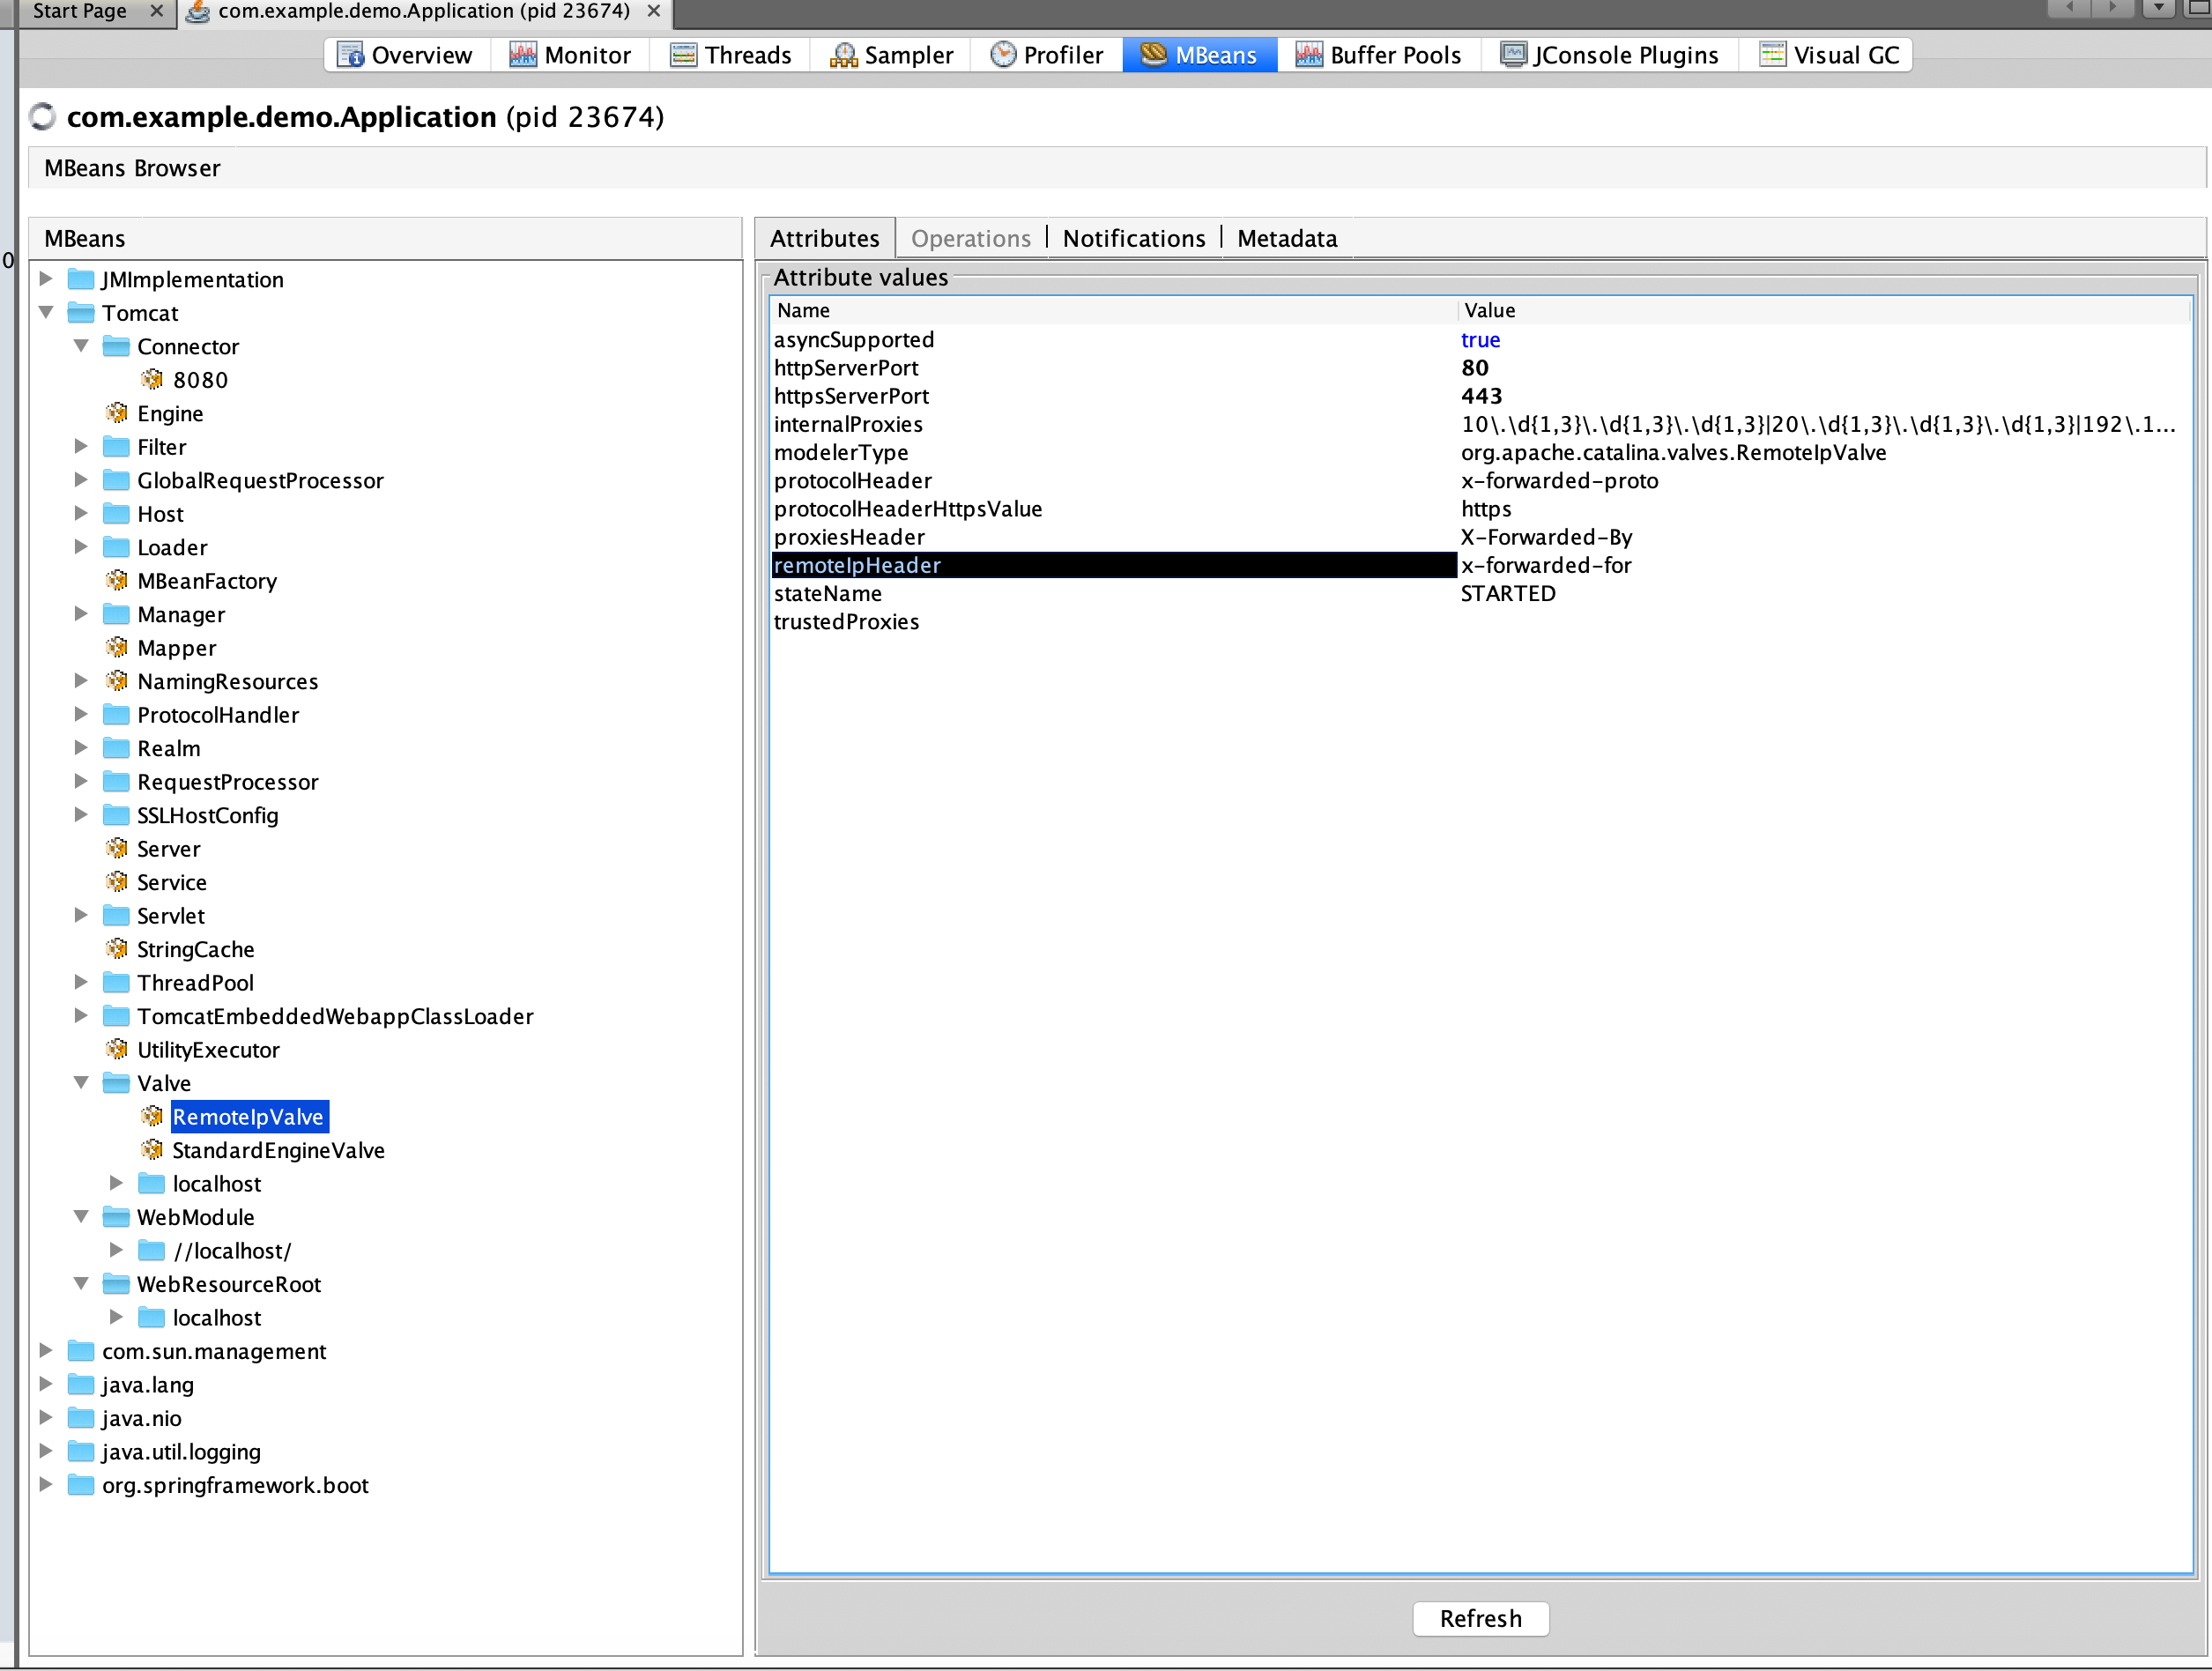 Start Page
com.example.demo.Application (pid 23674)
Overview Monitor Threads Sampler Profiler MBeans Buffer Pools JConsole Plugins Visual GC
com.example.demo.Application (pid 23674)
MBeans Browser
MBeans
0
JMImplementation
Tomcat
Connector
8080
Engine
Filter
GlobalRequestProcessor
Host
Loader
MBeanFactory
Manager
Mapper
NamingResources
ProtocolHandler
Realm
RequestProcessor
SSLHostConfig
Server
Service
Servlet
StringCache
ThreadPool
TomcatEmbeddedWebappClassLoader
UtilityExecutor
Valve
RemoteIpValve
StandardEngineValve
localhost
WebModule
//localhost/
WebResourceRoot
localhost
com.sun.management
java.lang
java.nio
java.util.logging
org.springframework.boot
Attributes Operations Notifications Metadata
Attribute values
Name Value
asyncSupported true
httpServerPort 80
httpsServerPort 443
internalProxies 10\.\d{1,3}\.\d{1,3}\.\d{1,3}|20\.\d{1,3}\.\d{1,3}\.\d{1,3}|192\.1...
modelerType org.apache.catalina.valves.RemoteIpValve
protocolHeader x-forwarded-proto
protocolHeaderHttpsValue https
proxiesHeader X-Forwarded-By
remoteIpHeader x-forwarded-for
stateName STARTED
trustedProxies
Refresh